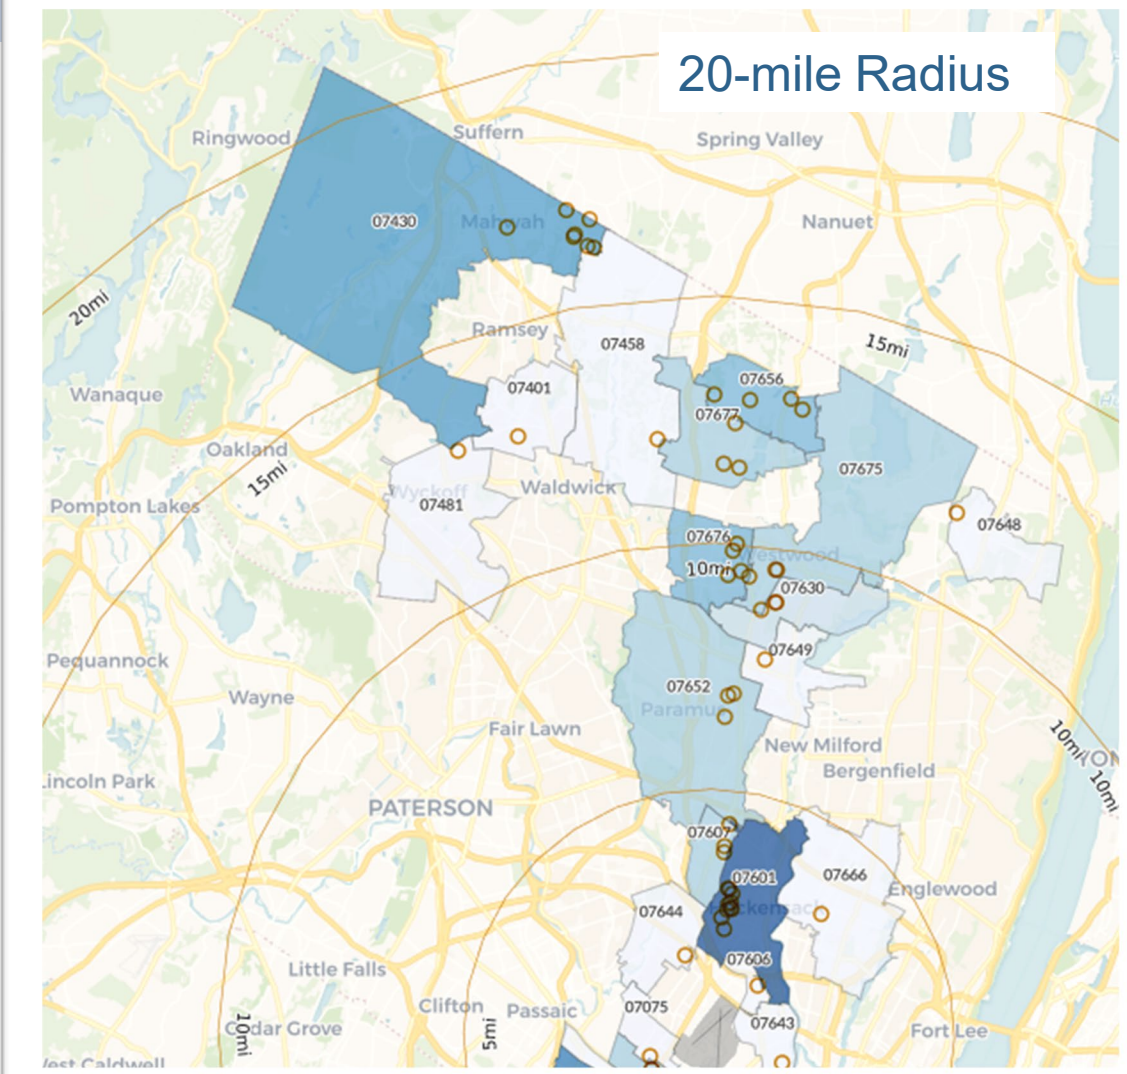 20-mile Radius
Suffern
Ringwood
Spring Valley
07430
Mahwah
Nanuet
20mi
Ramsey
07458
15mi
07656
07401
Wanaque
07677
Oakland
07675
15mi
Waldwick
Wyckoff
07481
Pompton Lakes
07648
07676
Westwood
10mi
07630
07649
Pequannock
07652
Wayne
Paramus
Fair Lawn
New Milford
10mi
Bergenfield
Lincoln Park
10mi
PATERSON
07607
07601
07666
Englewood
Hackensack
07644
07606
Little Falls
07075
Clifton
Passaic
07643
Cedar Grove
10mi
5mi
Fort Lee
West Caldwell